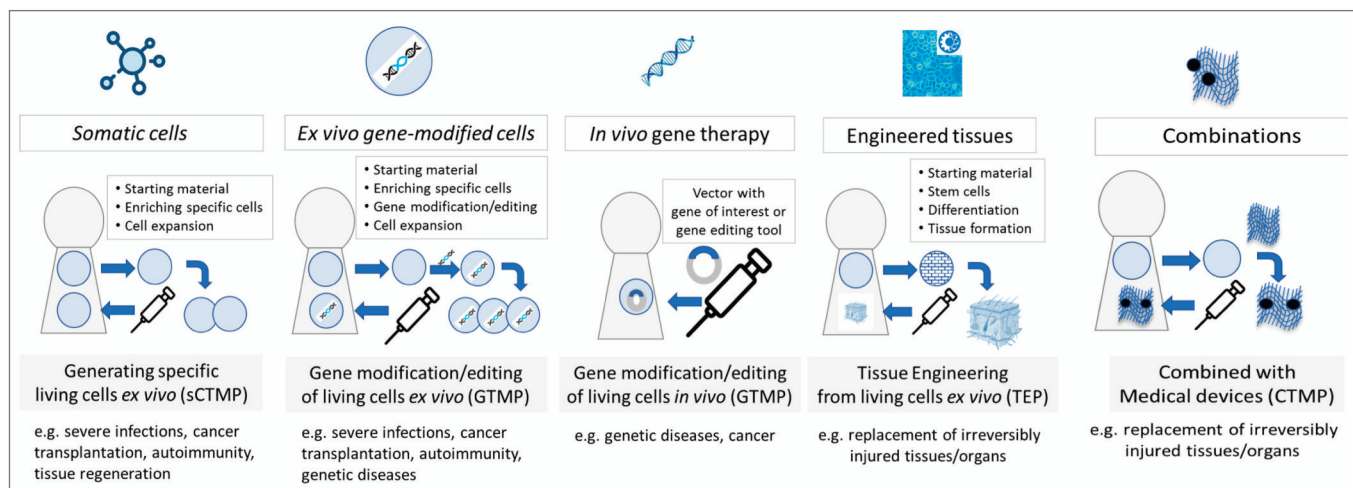 Somatic cells
• Starting material
• Enriching specific cells
• Cell expansion
Generating specific
living cells ex vivo (sCTMP)
e.g. severe infections, cancer
transplantation, autoimmunity,
tissue regeneration
Ex vivo gene-modified cells
• Starting material
• Enriching specific cells
• Gene modification/editing
• Cell expansion
Gene modification/editing
of living cells ex vivo (GTMP)
e.g. severe infections, cancer
transplantation, autoimmunity,
genetic diseases
In vivo gene therapy
Vector with
gene of interest or
gene editing tool
Gene modification/editing
of living cells in vivo (GTMP)
e.g. genetic diseases, cancer
Engineered tissues
• Starting material
• Stem cells
• Differentiation
• Tissue formation
Tissue Engineering
from living cells ex vivo (TEP)
e.g. replacement of irreversibly
injured tissues/organs
Combinations
Combined with
Medical devices (CTMP)
e.g. replacement of irreversibly
injured tissues/organs